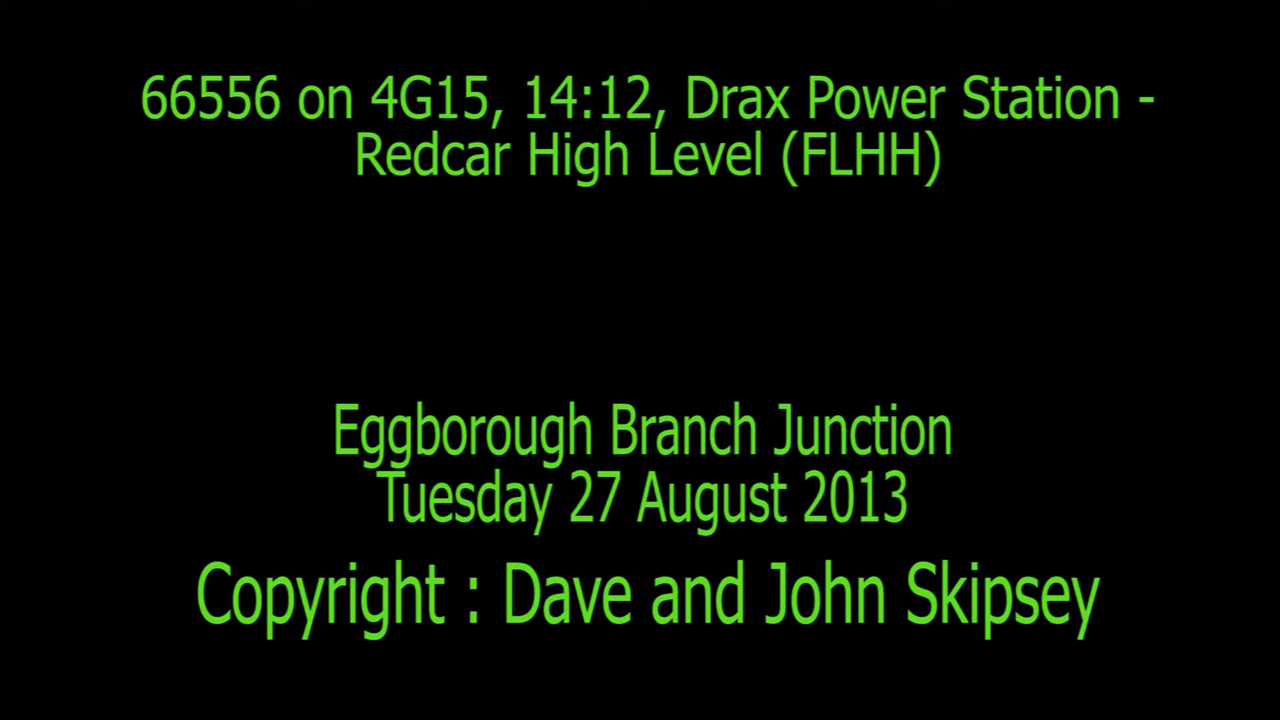 66556 on 4G15, 14:12, Drax Power Station -
Redcar High Level (FLHH)
Eggborough Branch Junction
Tuesday 27 August 2013
Copyright : Dave and John Skipsey